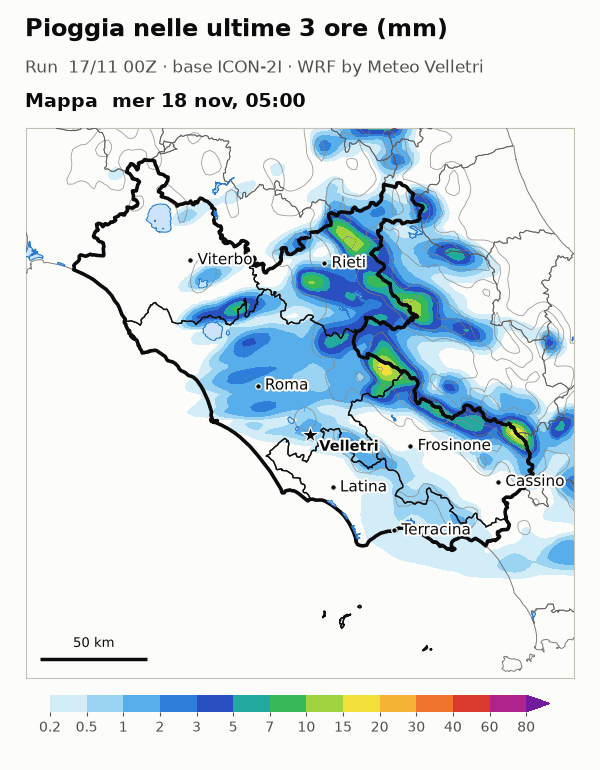 Pioggia nelle ultime 3 ore (mm)
Run  17/11 00Z · base ICON-2I · WRF by Meteo Velletri
Mappa  mer 18 nov, 05:00
Viterbo
Rieti
Roma
Velletri
Frosinone
Cassino
Latina
Terracina
50 km
0.2 0.5 1 2 3 5 7 10 15 20 30 40 60 80